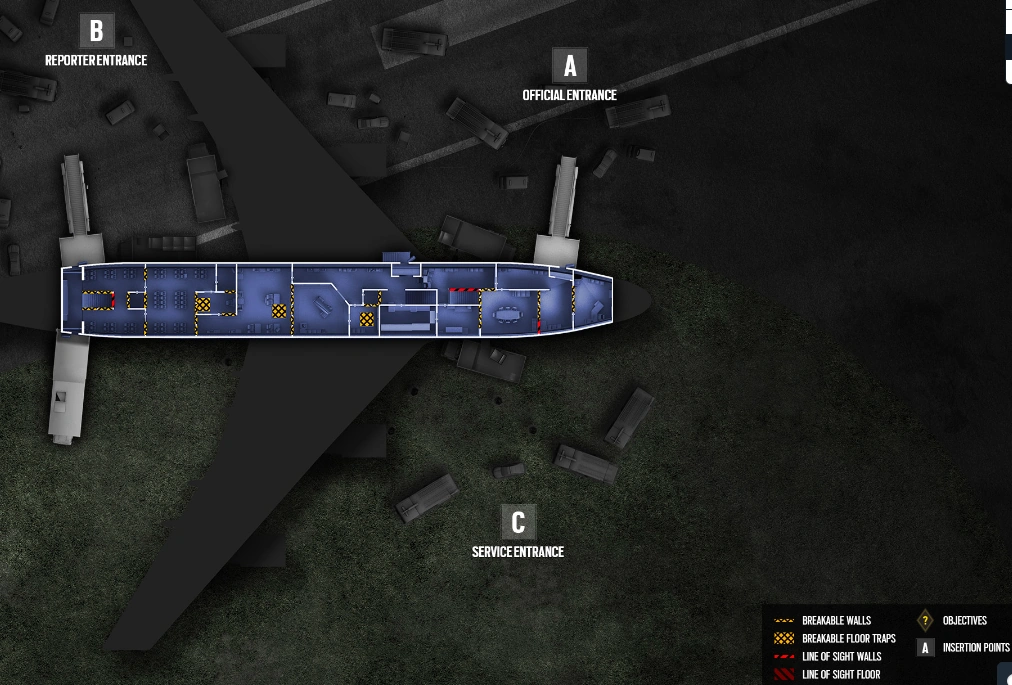 B
REPORTER ENTRANCE
A
OFFICIAL ENTRANCE
C
SERVICE ENTRANCE
BREAKABLE WALLS
BREAKABLE FLOOR TRAPS
LINE OF SIGHT WALLS
LINE OF SIGHT FLOOR
? OBJECTIVES
A INSERTION POINTS